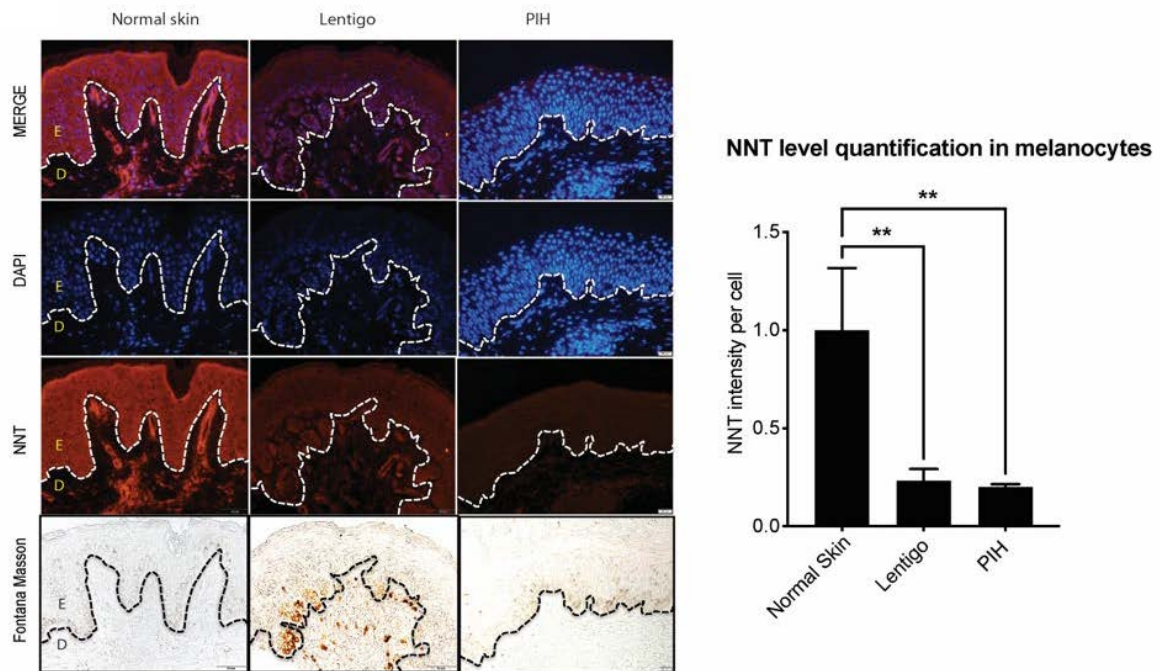 Normal skin Lentigo PIH
MERGE
E
D
DAPI
E
D
NNT
E
D
Fontana Masson
E
D
NNT level quantification in melanocytes
**
**
NNT intensity per cell
1.5
1.0
0.5
0.0
Normal Skin
Lentigo
PIH